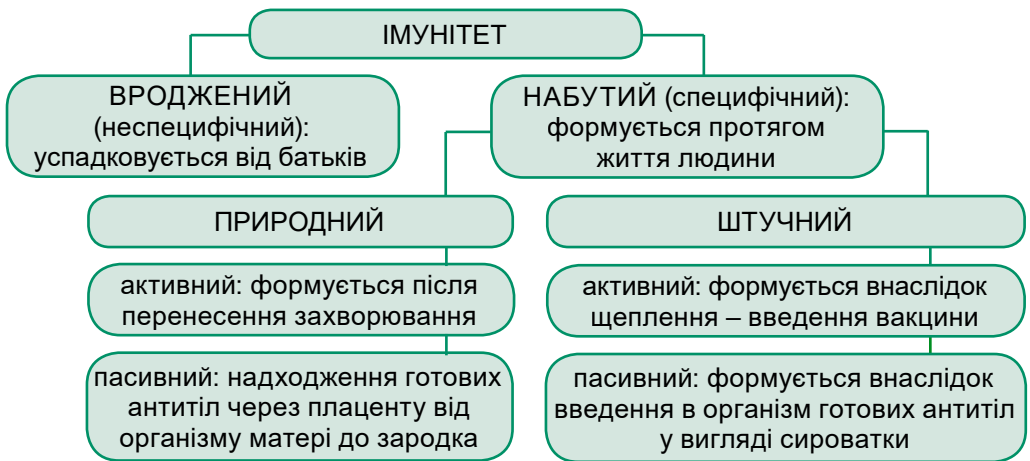 ІМУНІТЕТ
ВРОДЖЕНИЙ
(неспецифічний):
успадковується від батьків
НАБУТИЙ (специфічний):
формується протягом
життя людини
ПРИРОДНИЙ
активний: формується після
перенесення захворювання
пасивний: надходження готових
антитіл через плаценту від
організму матері до зародка
ШТУЧНИЙ
активний: формується внаслідок
щеплення – введення вакцини
пасивний: формується внаслідок
введення в організм готових антитіл
у вигляді сироватки